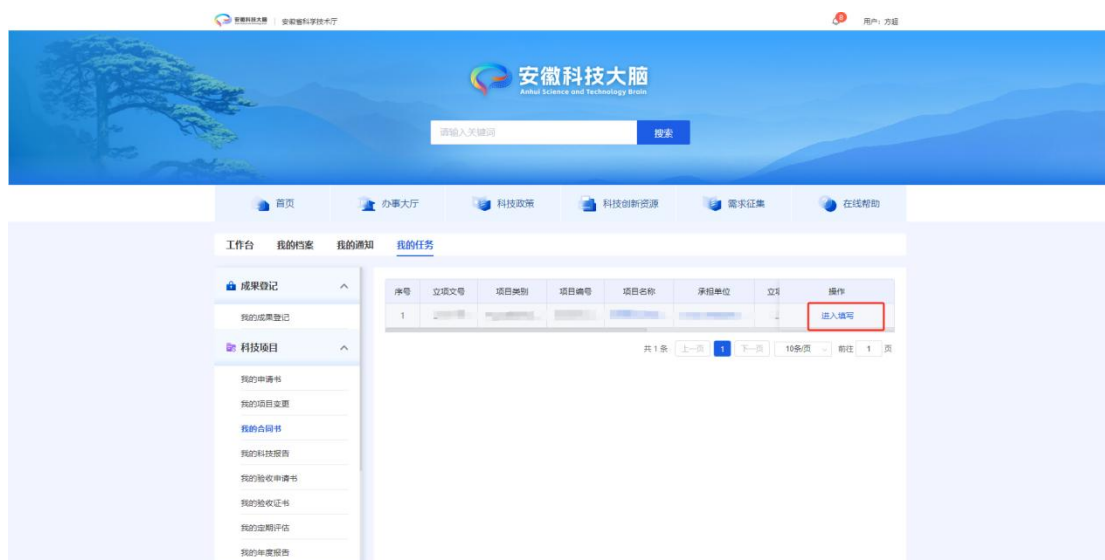 安徽科技大脑 安徽省科学技术厅 9 用户：方超
安徽科技大脑
Anhui Science and Technology Brain
请输入关键词 搜索
首页 办事大厅 科技政策 科技创新资源 需求征集 在线帮助
工作台 我的档案 我的通知 我的任务
成果登记
我的成果登记
科技项目
我的申请书
我的项目变更
我的合同书
我的科技报告
我的验收申请书
我的验收证书
我的定期评估
我的年度报告
序号 立项文号 项目类别 项目编号 项目名称 承担单位 立项 操作
1 进入填写
共 1 条 上一页 1 下一页 10条/页 前往 1 页